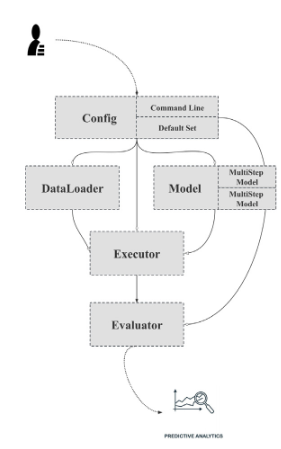 Config
Command Line
Default Set
DataLoader
Model
MultiStep
Model
MultiStep
Model
Executor
Evaluator
PREDICTIVE ANALYTICS